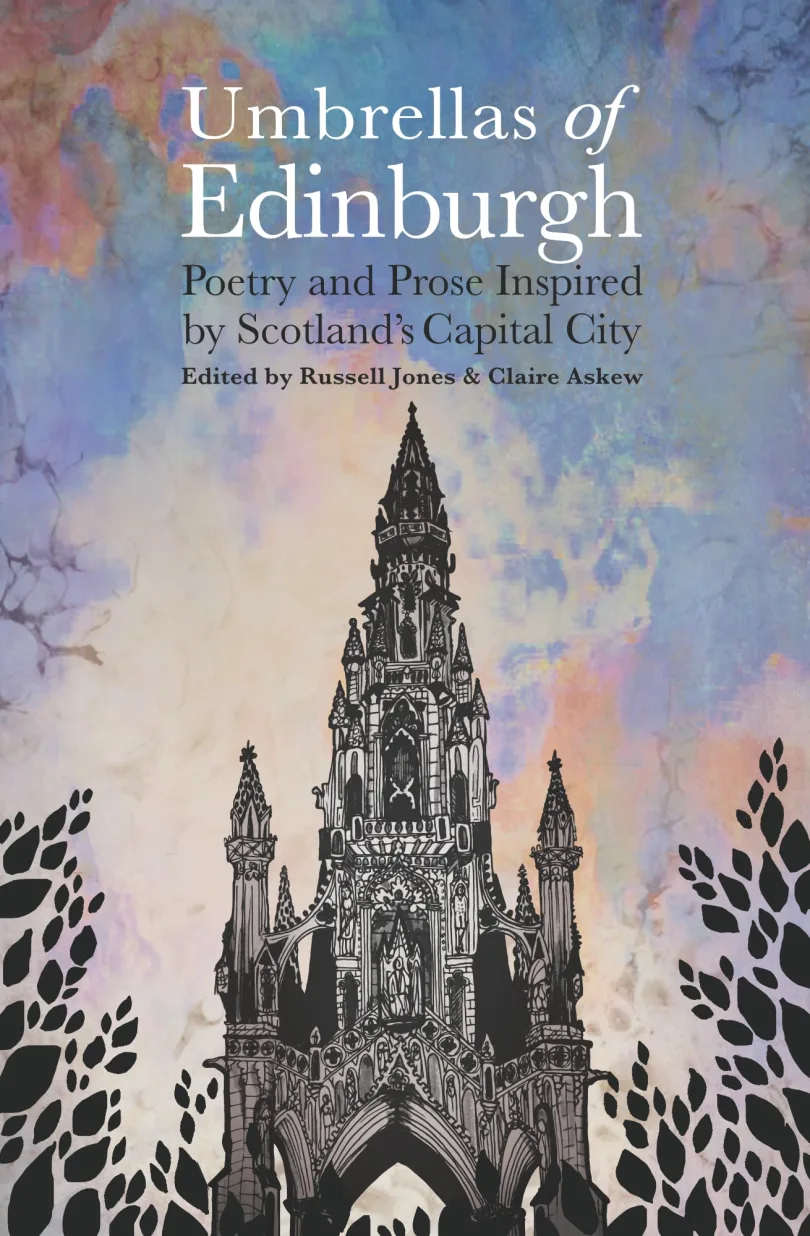 Umbrellas of
Edinburgh
Poetry and Prose Inspired
by Scotland’s Capital City
Edited by Russell Jones & Claire Askew